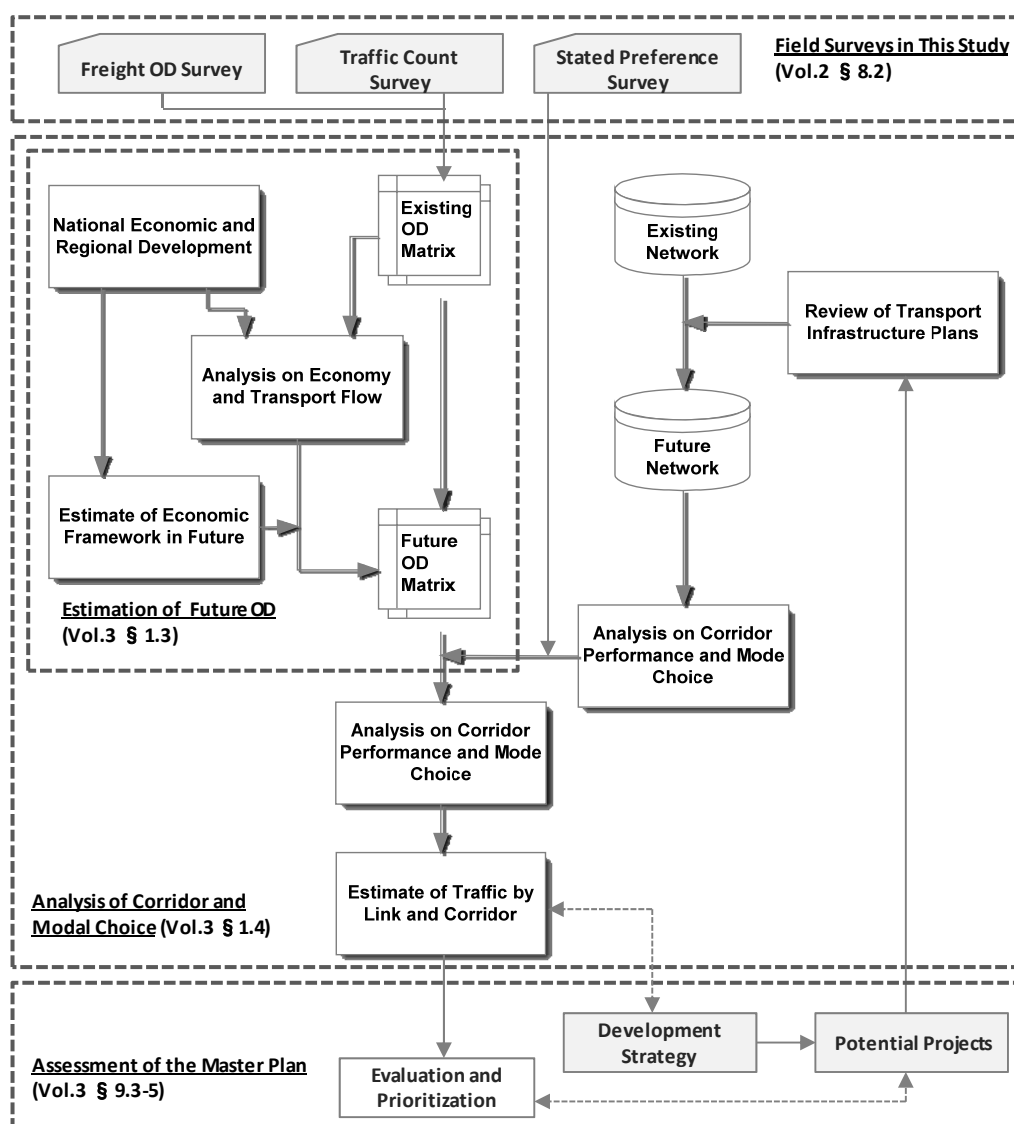 Freight OD Survey
Traffic Count
Survey
Stated Preference
Survey
Field Surveys in This Study
(Vol.2 § 8.2)
National Economic and
Regional Development
Existing
OD
Matrix
Existing
Network
Review of Transport
Infrastructure Plans
Analysis on Economy
and Transport Flow
Future
Network
Estimate of Economic
Framework in Future
Future
OD
Matrix
Estimation of Future OD
(Vol.3 § 1.3)
Analysis on Corridor
Performance and Mode
Choice
Analysis on Corridor
Performance and Mode
Choice
Estimate of Traffic by
Link and Corridor
Analysis of Corridor and
Modal Choice (Vol.3 § 1.4)
Development
Strategy
Potential Projects
Assessment of the Master Plan
(Vol.3 § 9.3-5)
Evaluation and
Prioritization